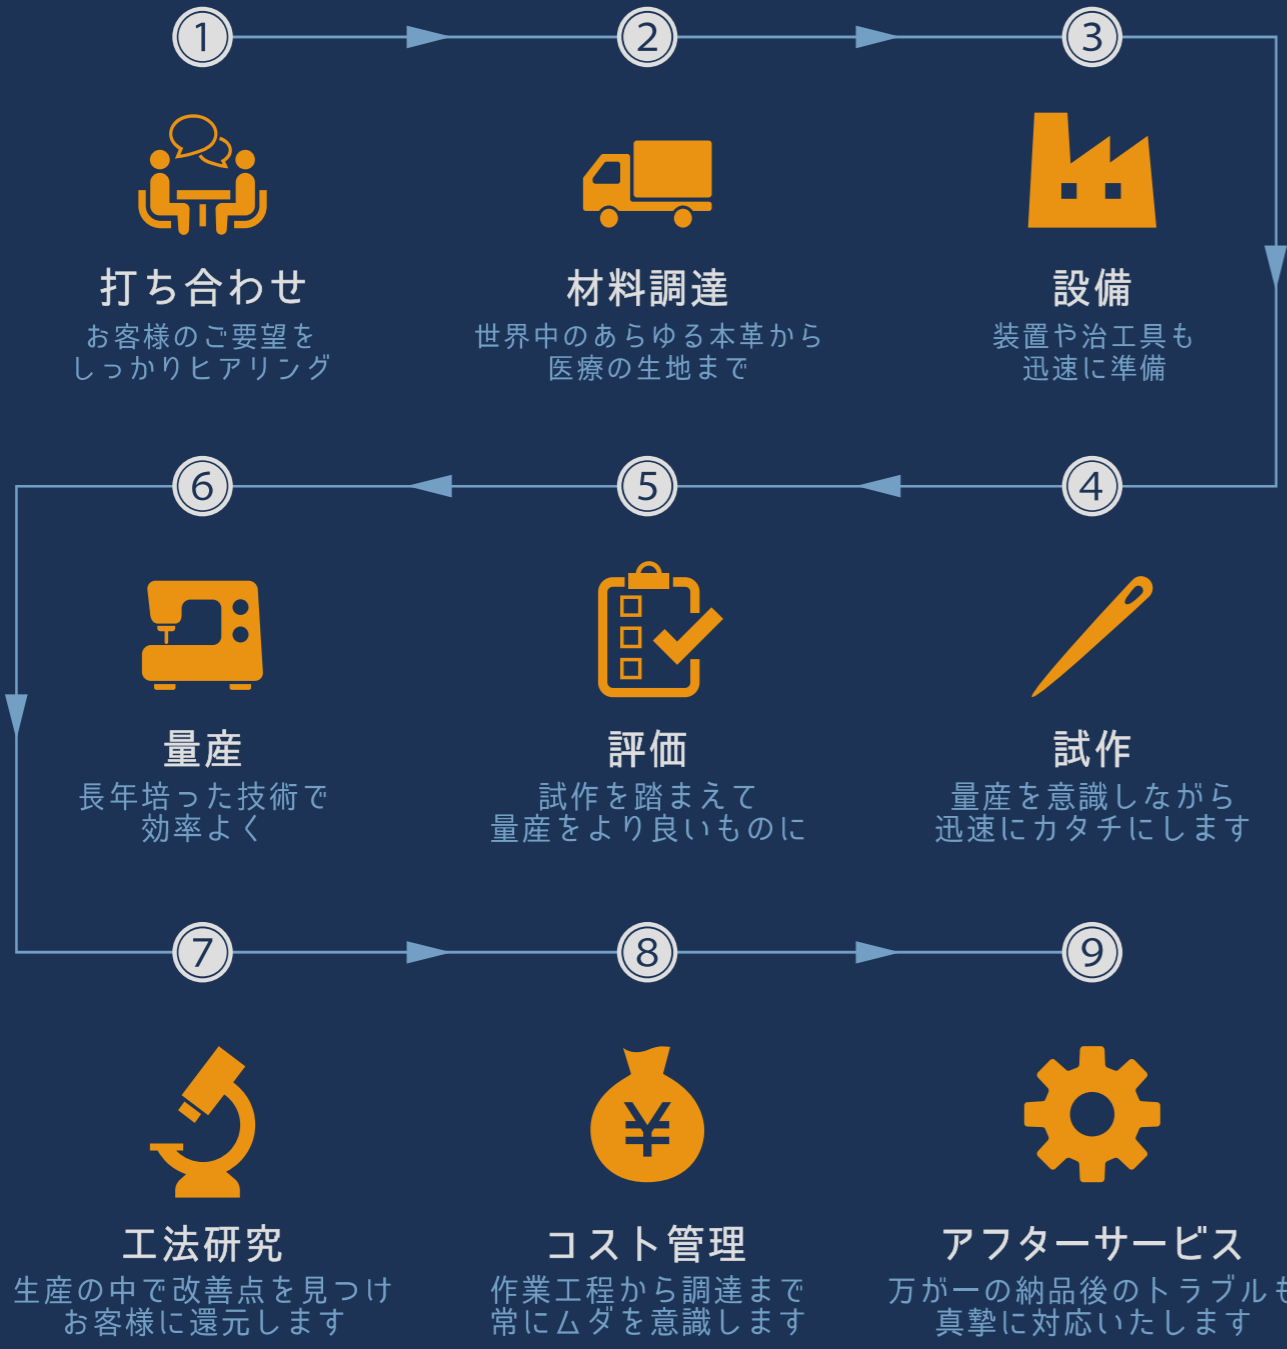 ①
②
③
打ち合わせ
お客様のご要望を
しっかりヒアリング
材料調達
世界中のあらゆる本革から
医療の生地まで
設備
装置や治工具も
迅速に準備
④
試作
量産を意識しながら
迅速にカタチにします
⑤
評価
試作を踏まえて
量産をより良いものに
⑥
量産
長年培った技術で
効率よく
⑦
工法研究
生産の中で改善点を見つけ
お客様に還元します
⑧
¥
コスト管理
作業工程から調達まで
常にムダを意識します
⑨
アフターサービス
万が一の納品後のトラブルも
真摯に対応いたします